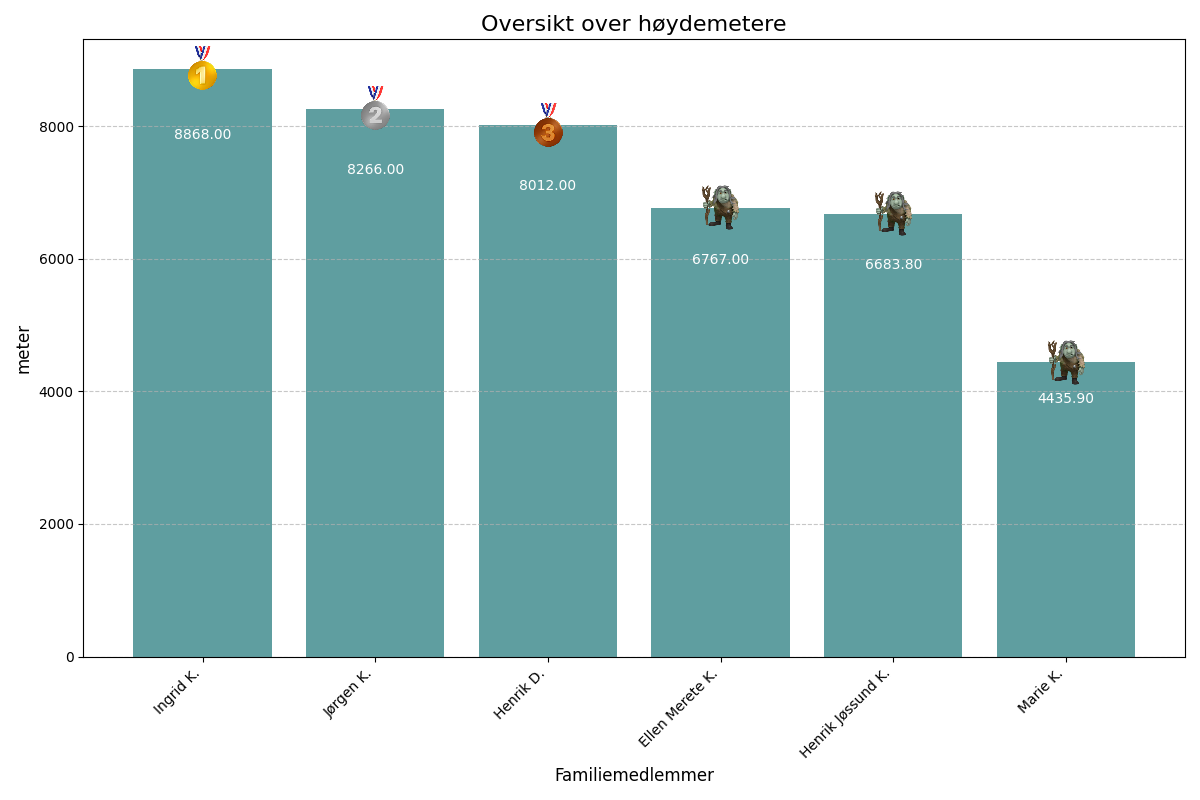 Oversikt over høydemetere
meter
8000
6000
4000
2000
0
1
2
3
8868.00
8266.00
8012.00
6767.00
6683.80
4435.90
Ingrid K.
Jørgen K.
Henrik D.
Ellen Merete K.
Henrik Jøssund K.
Marie K.
Familiemedlemmer